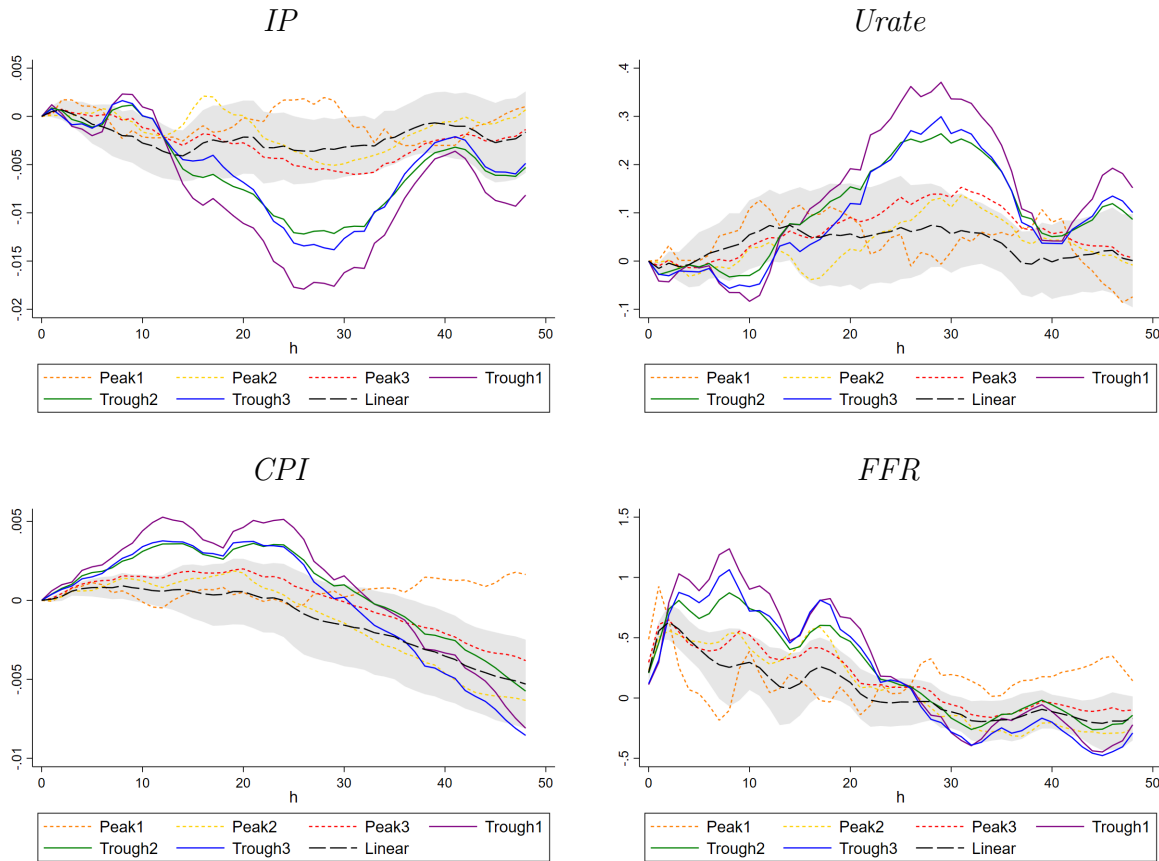 IP
.005
0
-.005
-.01
-.015
-.02
0 10 20 30 40 50
h
Peak1 Peak2 Peak3 Trough1
Trough2 Trough3 Linear
Urate
.4
.3
.2
.1
0
-.1
0 10 20 30 40 50
h
Peak1 Peak2 Peak3 Trough1
Trough2 Trough3 Linear
CPI
.005
0
-.005
-.01
0 10 20 30 40 50
h
Peak1 Peak2 Peak3 Trough1
Trough2 Trough3 Linear
FFR
1.5
1
.5
0
-.5
0 10 20 30 40 50
h
Peak1 Peak2 Peak3 Trough1
Trough2 Trough3 Linear